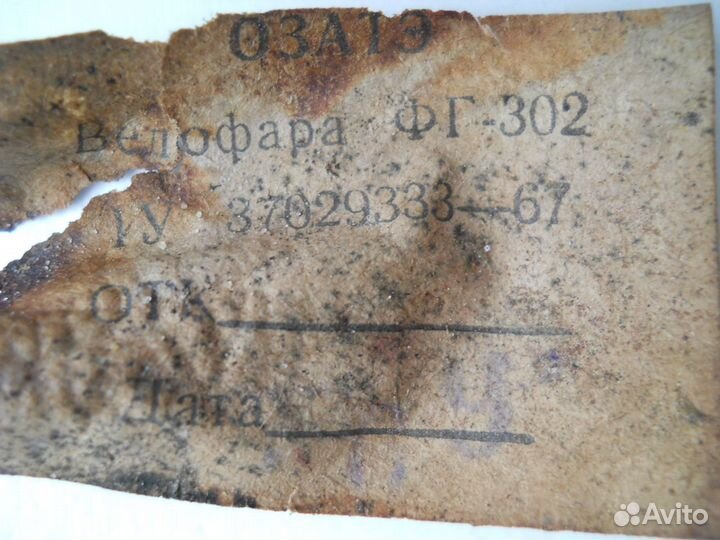 ОЗАТЭ
Велофара ФГ-302
ТУ 37029333—67
ОТК
Дата
Avito